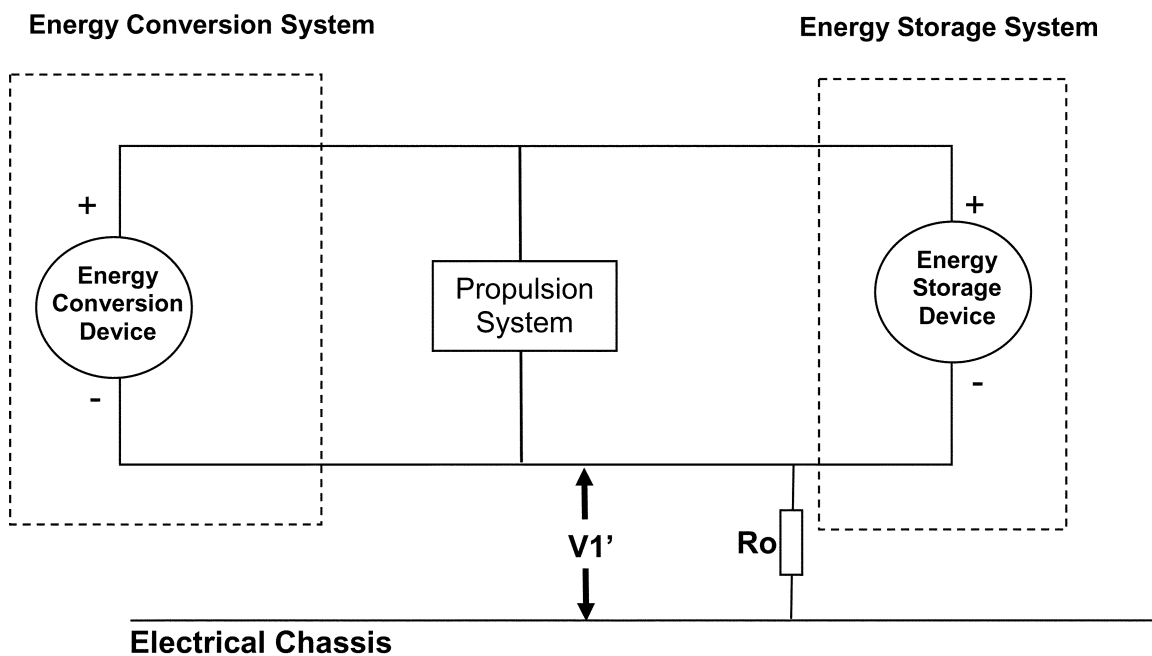 Energy Conversion System
Energy Storage System
+
+
Energy
Conversion
Device
Propulsion
System
Energy
Storage
Device
-
-
V1’
Ro
Electrical Chassis